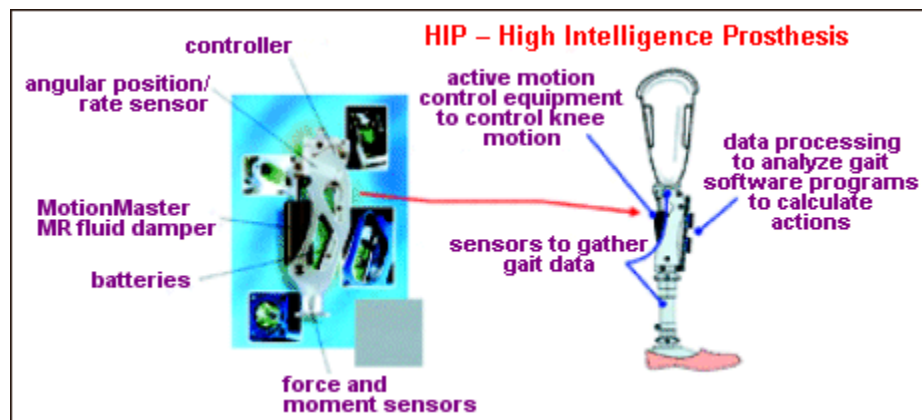 HIP – High Intelligence Prosthesis
controller
angular position/
rate sensor
MotionMaster
MR fluid damper
batteries
force and
moment sensors
active motion
control equipment
to control knee
motion
data processing
to analyze gait
software programs
to calculate
actions
sensors to gather
gait data